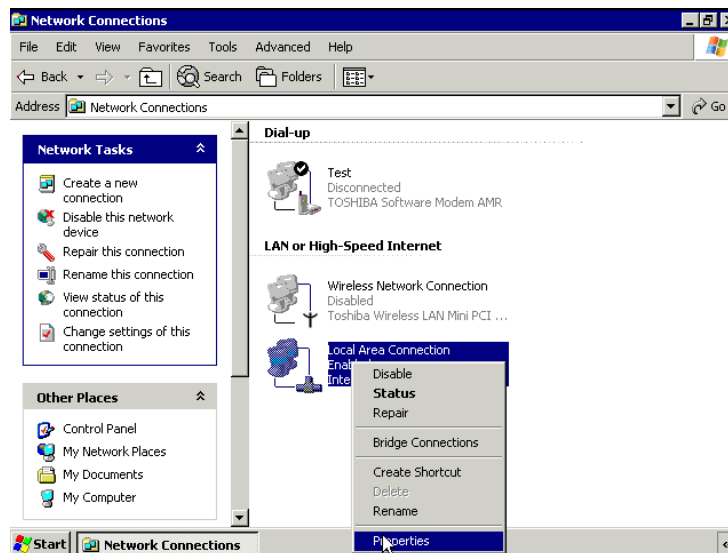 Network Connections
File Edit View Favorites Tools Advanced Help
Back Search Folders
Address Network Connections Go
Network Tasks
Create a new
connection
Disable this network
device
Repair this connection
Rename this connection
View status of this
connection
Change settings of this
connection
Other Places
Control Panel
My Network Places
My Documents
My Computer
Dial-up
Test
Disconnected
TOSHIBA Software Modem AMR
LAN or High-Speed Internet
Wireless Network Connection
Disabled
Toshiba Wireless LAN Mini PCI ...
Local Area Connection
Disable
Status
Repair
Bridge Connections
Create Shortcut
Delete
Rename
Properties
Start Network Connections